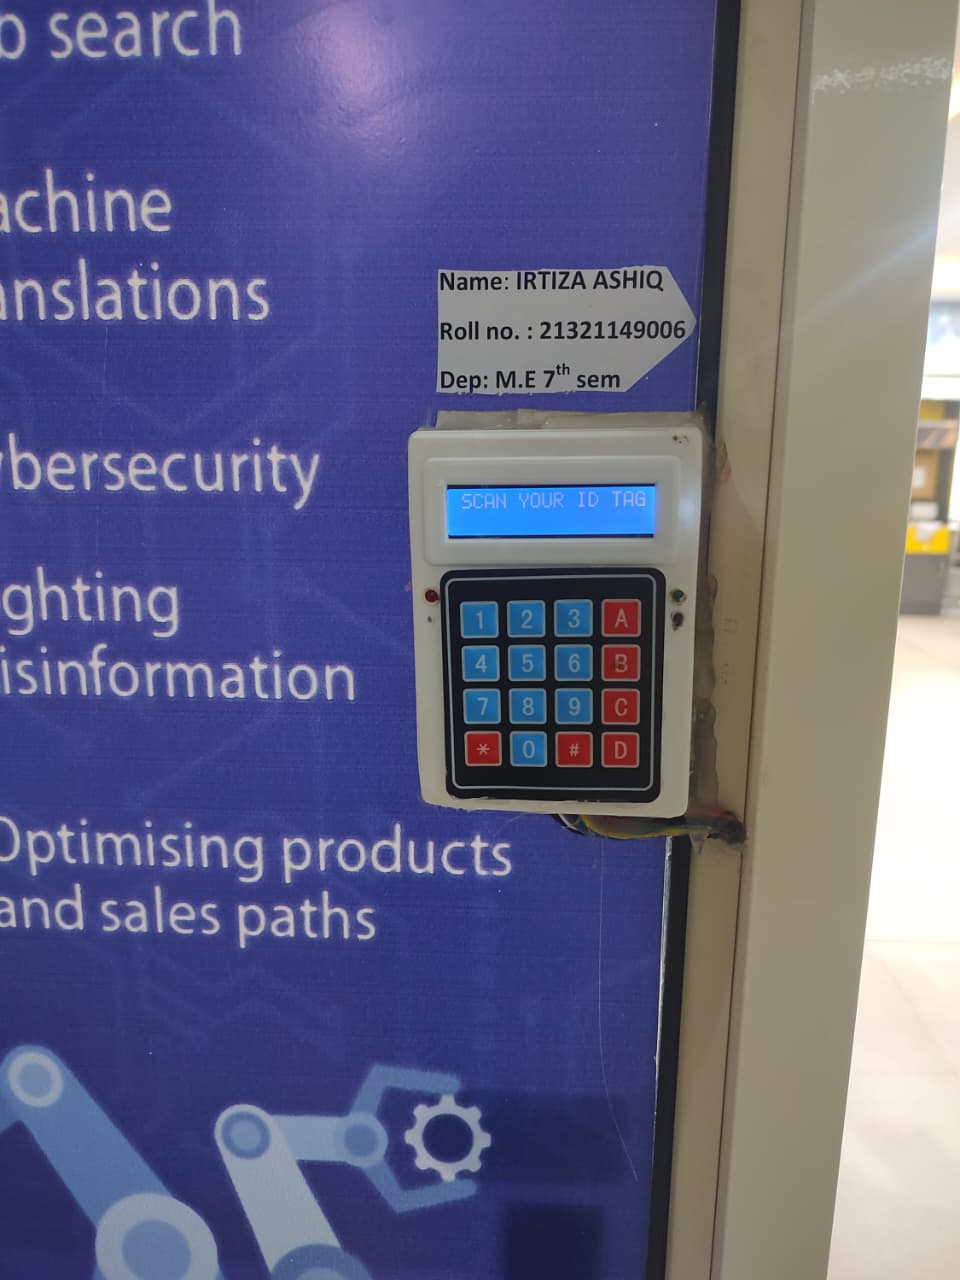 search
achine
anslations
Name: IRTIZA ASHIQ
Roll no. : 21321149006
Dep: M.E 7th sem
bersecurity
SCAN YOUR ID TAG
ghting
isinformation
1 2 3 A
4 5 6 B
7 8 9 C
* 0 # D
Optimising products
and sales paths